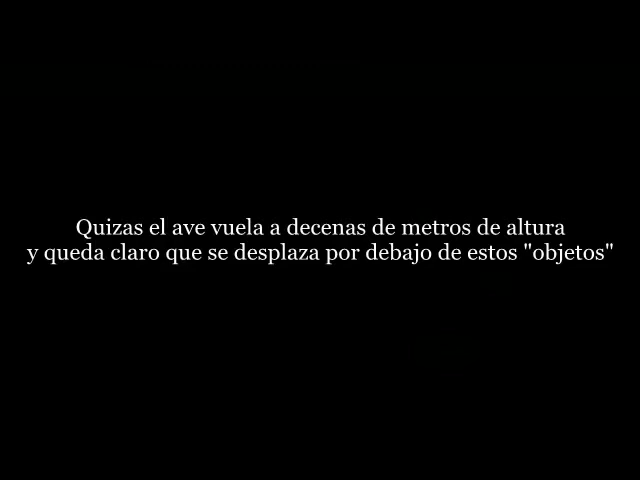 Quizas el ave vuela a decenas de metros de altura
y queda claro que se desplaza por debajo de estos "objetos"